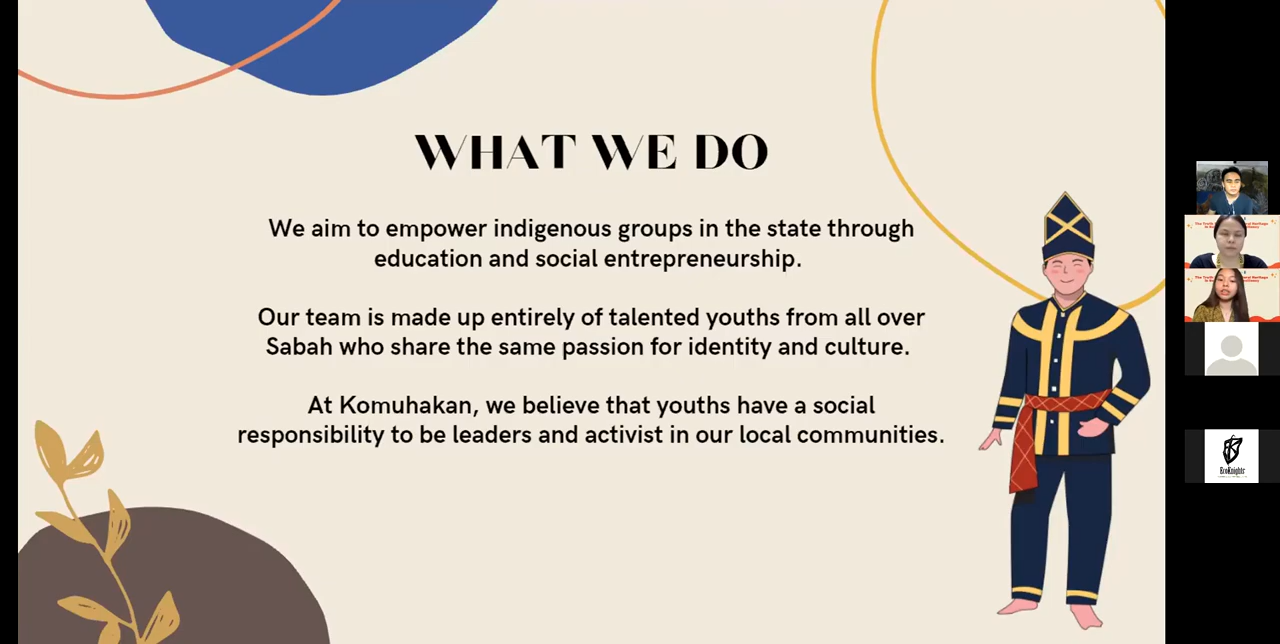 WHAT WE DO
We aim to empower indigenous groups in the state through
education and social entrepreneurship.
Our team is made up entirely of talented youths from all over
Sabah who share the same passion for identity and culture.
At Komuhakan, we believe that youths have a social
responsibility to be leaders and activist in our local communities.
EcoKnights